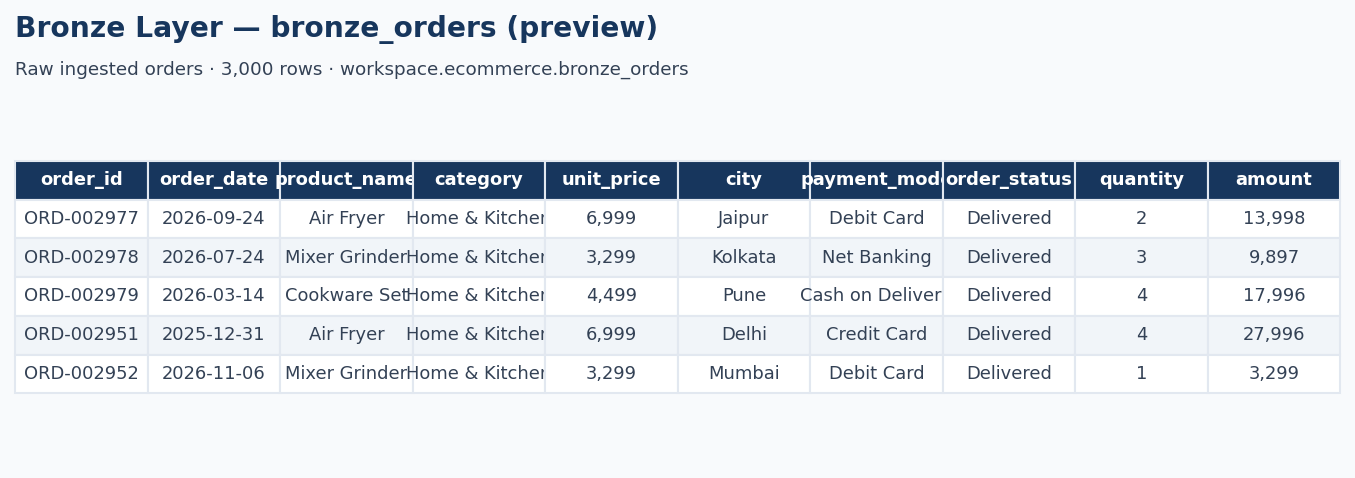 Bronze Layer — bronze_orders (preview)
Raw ingested orders · 3,000 rows · workspace.ecommerce.bronze_orders
order_id order_date product_name category unit_price city payment_mod order_status quantity amount
ORD-002977 2026-09-24 Air Fryer Home & Kitchen 6,999 Jaipur Debit Card Delivered 2 13,998
ORD-002978 2026-07-24 Mixer Grinder Home & Kitchen 3,299 Kolkata Net Banking Delivered 3 9,897
ORD-002979 2026-03-14 Cookware Set Home & Kitchen 4,499 Pune Cash on Deliver Delivered 4 17,996
ORD-002951 2025-12-31 Air Fryer Home & Kitchen 6,999 Delhi Credit Card Delivered 4 27,996
ORD-002952 2026-11-06 Mixer Grinder Home & Kitchen 3,299 Mumbai Debit Card Delivered 1 3,299